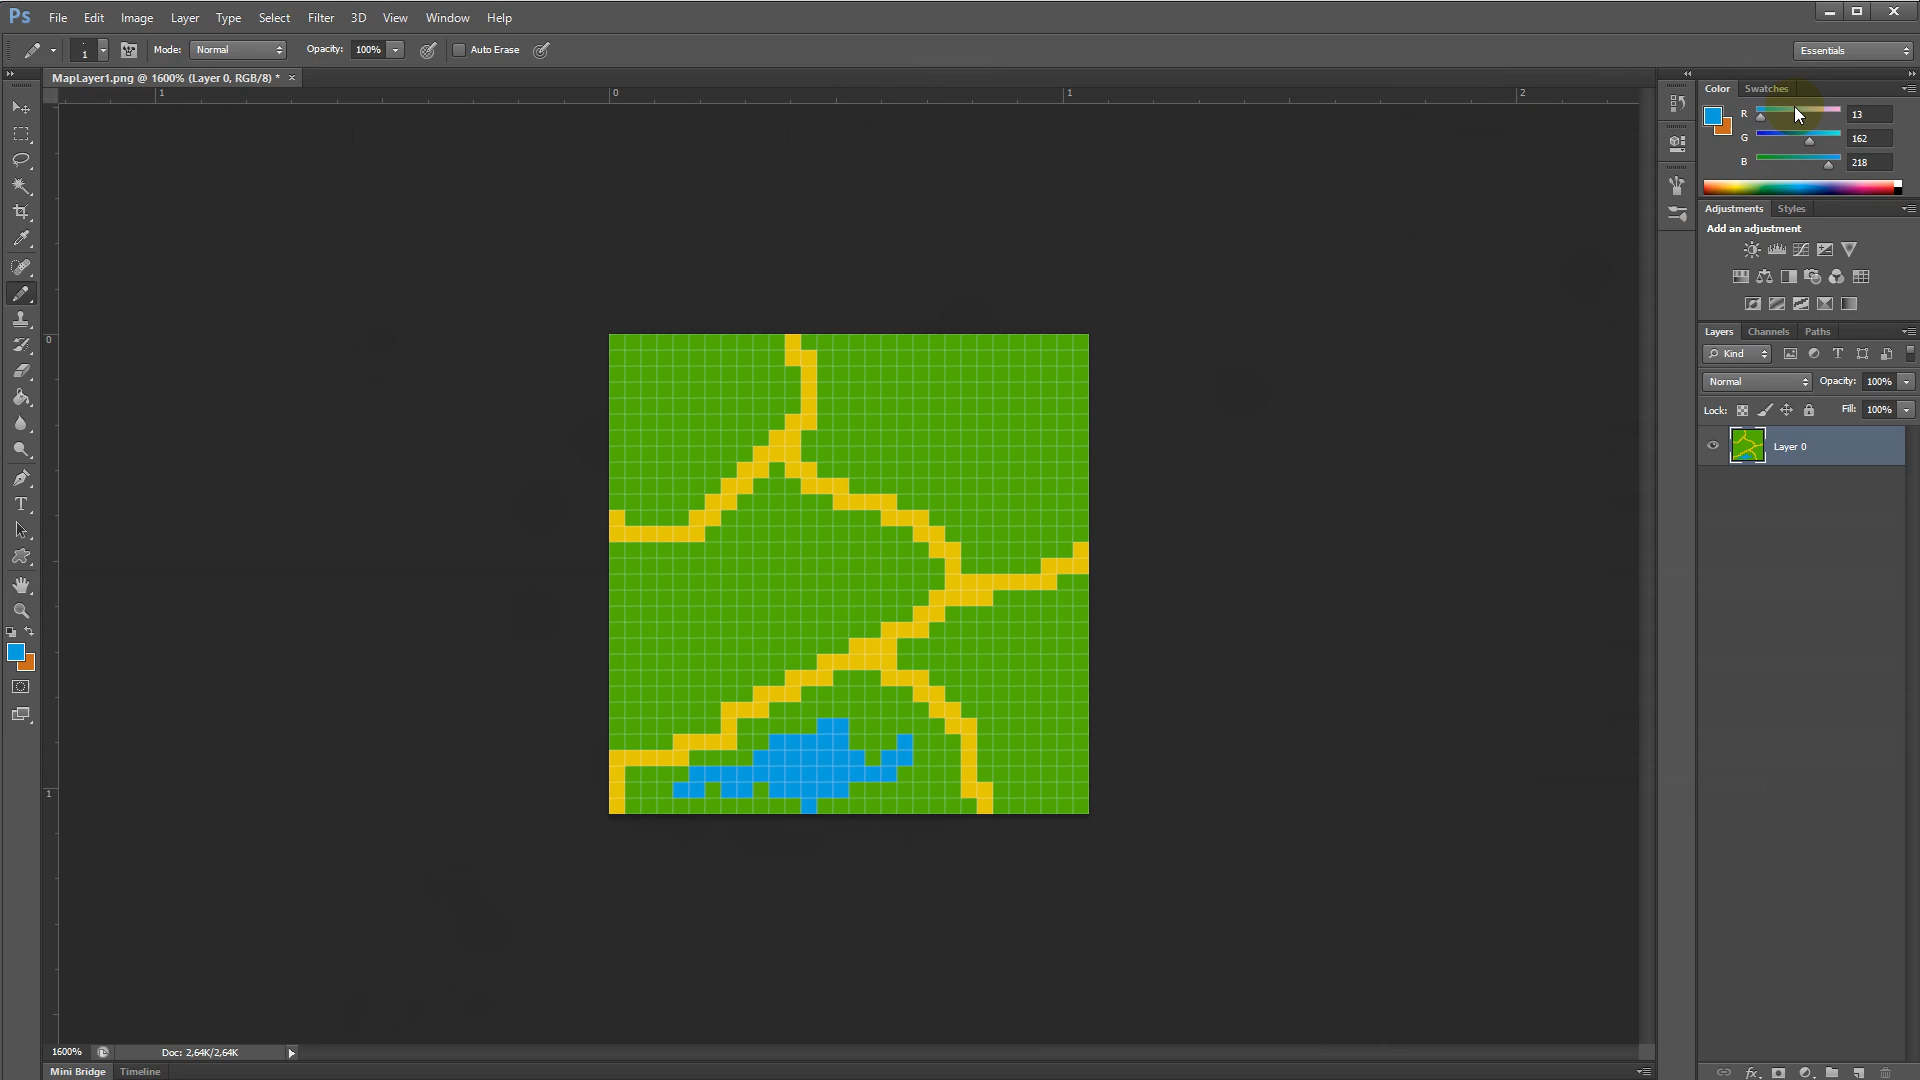 Ps File Edit Image Layer Type Select Filter 3D View Window Help
1 Mode: Normal Opacity: 100% Auto Erase Essentials
MapLayer1.png @ 1600% (Layer 0, RGB/8) * ×
1 0 1 2
0
1
Color Swatches
R 13
G 162
B 218
Adjustments Styles
Add an adjustment
Layers Channels Paths
Kind T
Normal Opacity: 100%
Lock: Fill: 100%
Layer 0
T
fx
1600% Doc: 2,64K/2,64K
Mini Bridge Timeline